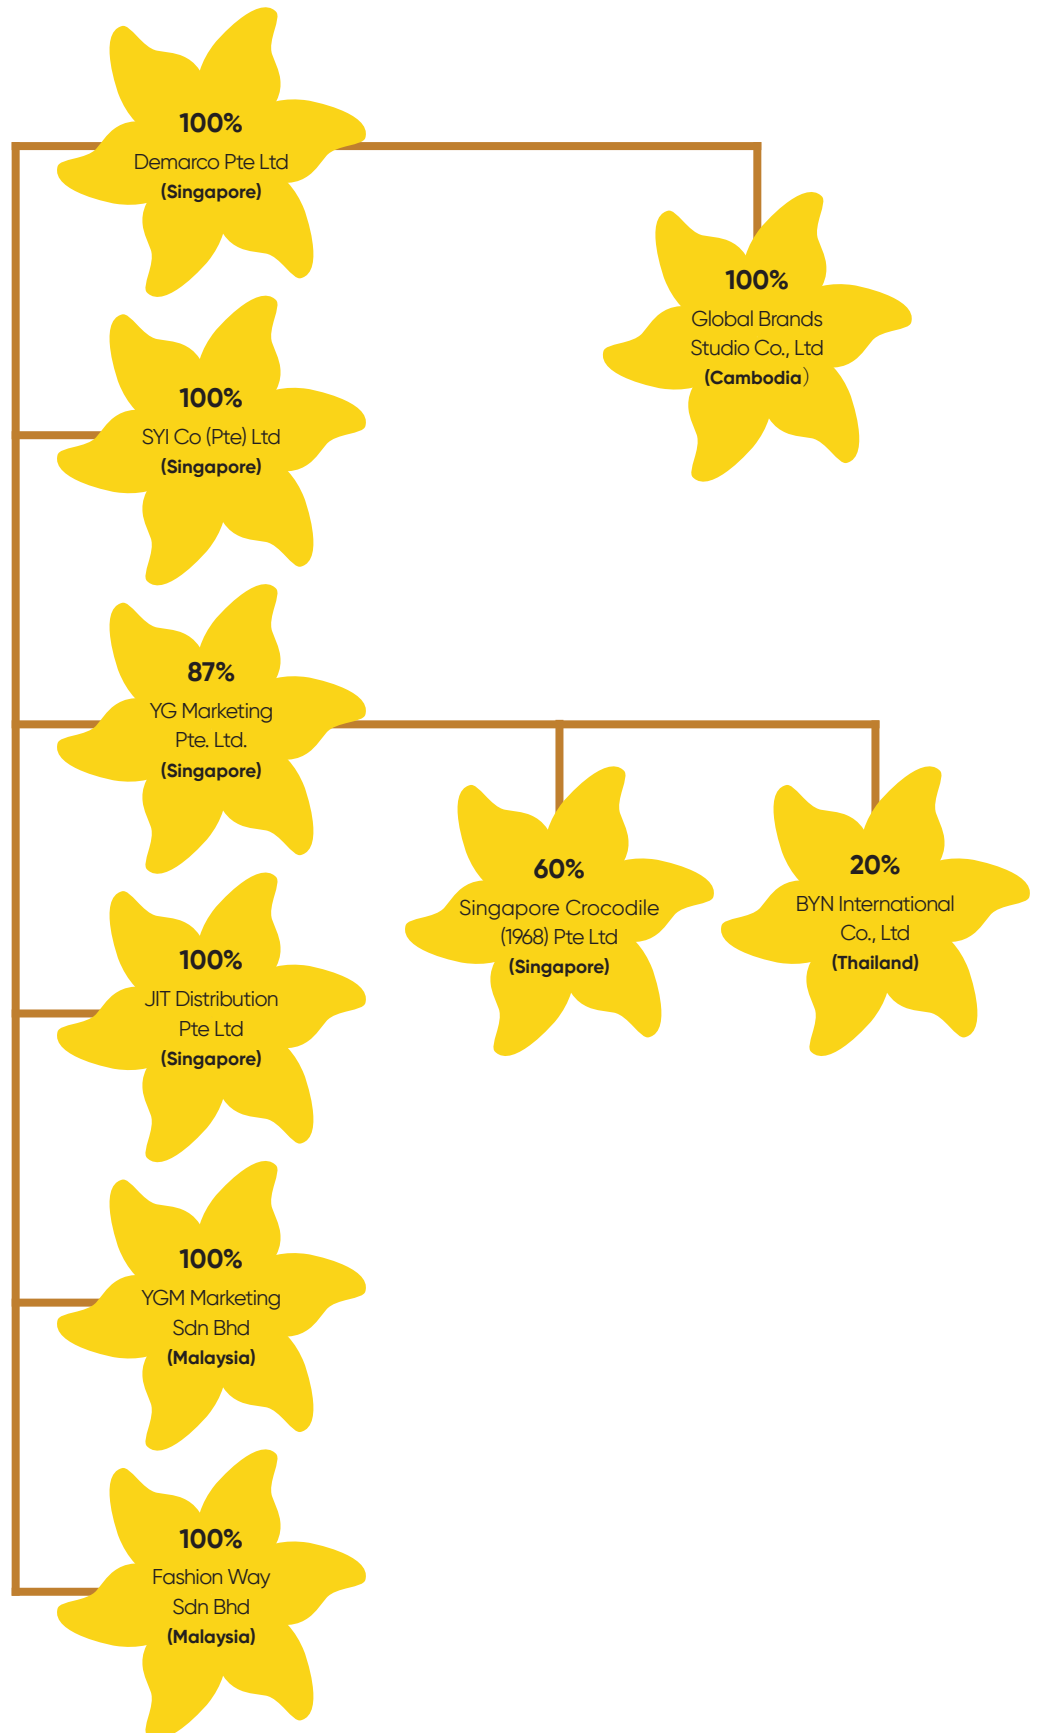 100%
Demarco Pte Ltd
(Singapore)
100%
Global Brands
Studio Co., Ltd
(Cambodia）
100%
SYI Co (Pte) Ltd
(Singapore)
87%
YG Marketing
Pte. Ltd.
(Singapore)
60%
Singapore Crocodile
(1968) Pte Ltd
(Singapore)
20%
BYN International
Co., Ltd
(Thailand)
100%
JIT Distribution
Pte Ltd
(Singapore)
100%
YGM Marketing
Sdn Bhd
(Malaysia)
100%
Fashion Way
Sdn Bhd
(Malaysia)